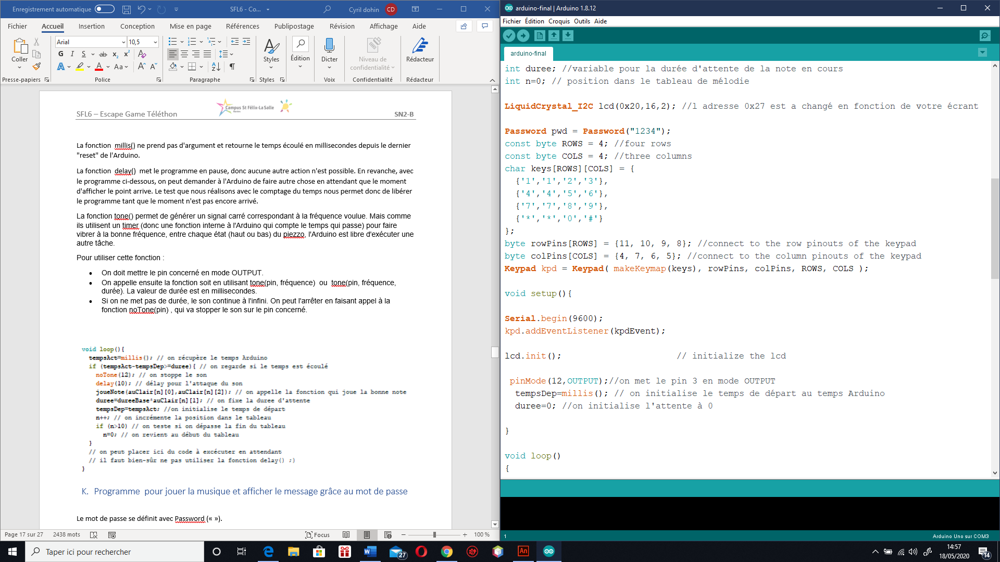 Enregistrement automatique
SFL6 - Co...
Cyril dohin
CD
Fichier Accueil Insertion Conception Mise en page Références Publipostage Révision Affichage Aide
Arial 10,5
Coller
G I S ab x₂ x²
Aa
Styles
Édition
Dicter
Niveau de confidentialité
Rédacteur
Presse-papiers Police Paragraphe Styles Voix Confidentialité Rédacteur
SFL6 – Escape Game Téléthon
Campus St Félix-La Salle
Nantes
SN2-B
La fonction millis() ne prend pas d'argument et retourne le temps écoulé en millisecondes depuis le dernier
"reset" de l'Arduino.
La fonction delay() met le programme en pause, donc aucune autre action n'est possible. En revanche, avec
le programme ci-dessous, on peut demander à l'Arduino de faire autre chose en attendant que le moment
d'afficher le point arrive. Le test que nous réalisons avec le comptage du temps nous permet donc de libérer
le programme tant que le moment n'est pas encore arrivé.
La fonction tone() permet de générer un signal carré correspondant à la fréquence voulue. Mais comme
ils utilisent un timer (donc une fonction interne à l'Arduino qui compte le temps qui passe) pour faire
vibrer à la bonne fréquence, entre chaque état (haut ou bas) du piezzo, l'Arduino est libre d'exécuter une
autre tâche.
Pour utiliser cette fonction :
• On doit mettre le pin concerné en mode OUTPUT.
• On appelle ensuite la fonction soit en utilisant tone(pin, fréquence) ou tone(pin, fréquence,
durée). La valeur de durée est en millisecondes.
• Si on ne met pas de durée, le son continue à l'infini. On peut l'arrêter en faisant appel à la
fonction noTone(pin) , qui va stopper le son sur le pin concerné.
void loop(){
tempsAct=millis(); // on récupère le temps Arduino
if (tempsAct-tempsDep>=duree){ // on regarde si le temps est écoulé
noTone(12); // on stoppe le son
delay(10); // délay pour l'attaque du son
joueNote(auClair[n][0],auClair[n][2]); // on appelle la fonction qui joue la bonne note
duree=dureeBase*auClair[n][1]; // on fixe la duree d'attente
tempsDep=tempsAct; //on initialise le temps de départ
n++; // on incrémente la position dans le tableau
if (n>10) // on teste si on dépasse la fin du tableau
n=0; // on revient au début du tableau
}
// on peut placer ici du code à excécuter en attendant
// il faut bien-sûr ne pas utiliser la fonction delay() ;)
}
K. Programme pour jouer la musique et afficher le message grâce au mot de passe
Le mot de passe se définit avec Password (« »).
Page 17 sur 27 2438 mots Focus 100 %
arduino-final | Arduino 1.8.12
Fichier Édition Croquis Outils Aide
arduino-final
int duree; //variable pour la durée d'attente de la note en cours
int n=0; // position dans le tableau de mélodie
LiquidCrystal_I2C lcd(0x20,16,2); //l adresse 0x27 est a changé en fonction de votre écrant
Password pwd = Password("1234");
const byte ROWS = 4; //four rows
const byte COLS = 4; //three columns
char keys[ROWS][COLS] = {
{'1','1','2','3'},
{'4','4','5','6'},
{'7','7','8','9'},
{'*','*','0','#'}
};
byte rowPins[ROWS] = {11, 10, 9, 8}; //connect to the row pinouts of the keypad
byte colPins[COLS] = {4, 7, 6, 5}; //connect to the column pinouts of the keypad
Keypad kpd = Keypad( makeKeymap(keys), rowPins, colPins, ROWS, COLS );
void setup(){
Serial.begin(9600);
kpd.addEventListener(kpdEvent);
lcd.init(); // initialize the lcd
pinMode(12,OUTPUT);//on met le pin 3 en mode OUTPUT
tempsDep=millis(); // on initialise le temps de départ au temps Arduino
duree=0; //on initialise l'attente à 0
}
void loop()
{
1
Arduino Uno sur COM3
Taper ici pour rechercher
27
An
14:57
18/05/2020
14